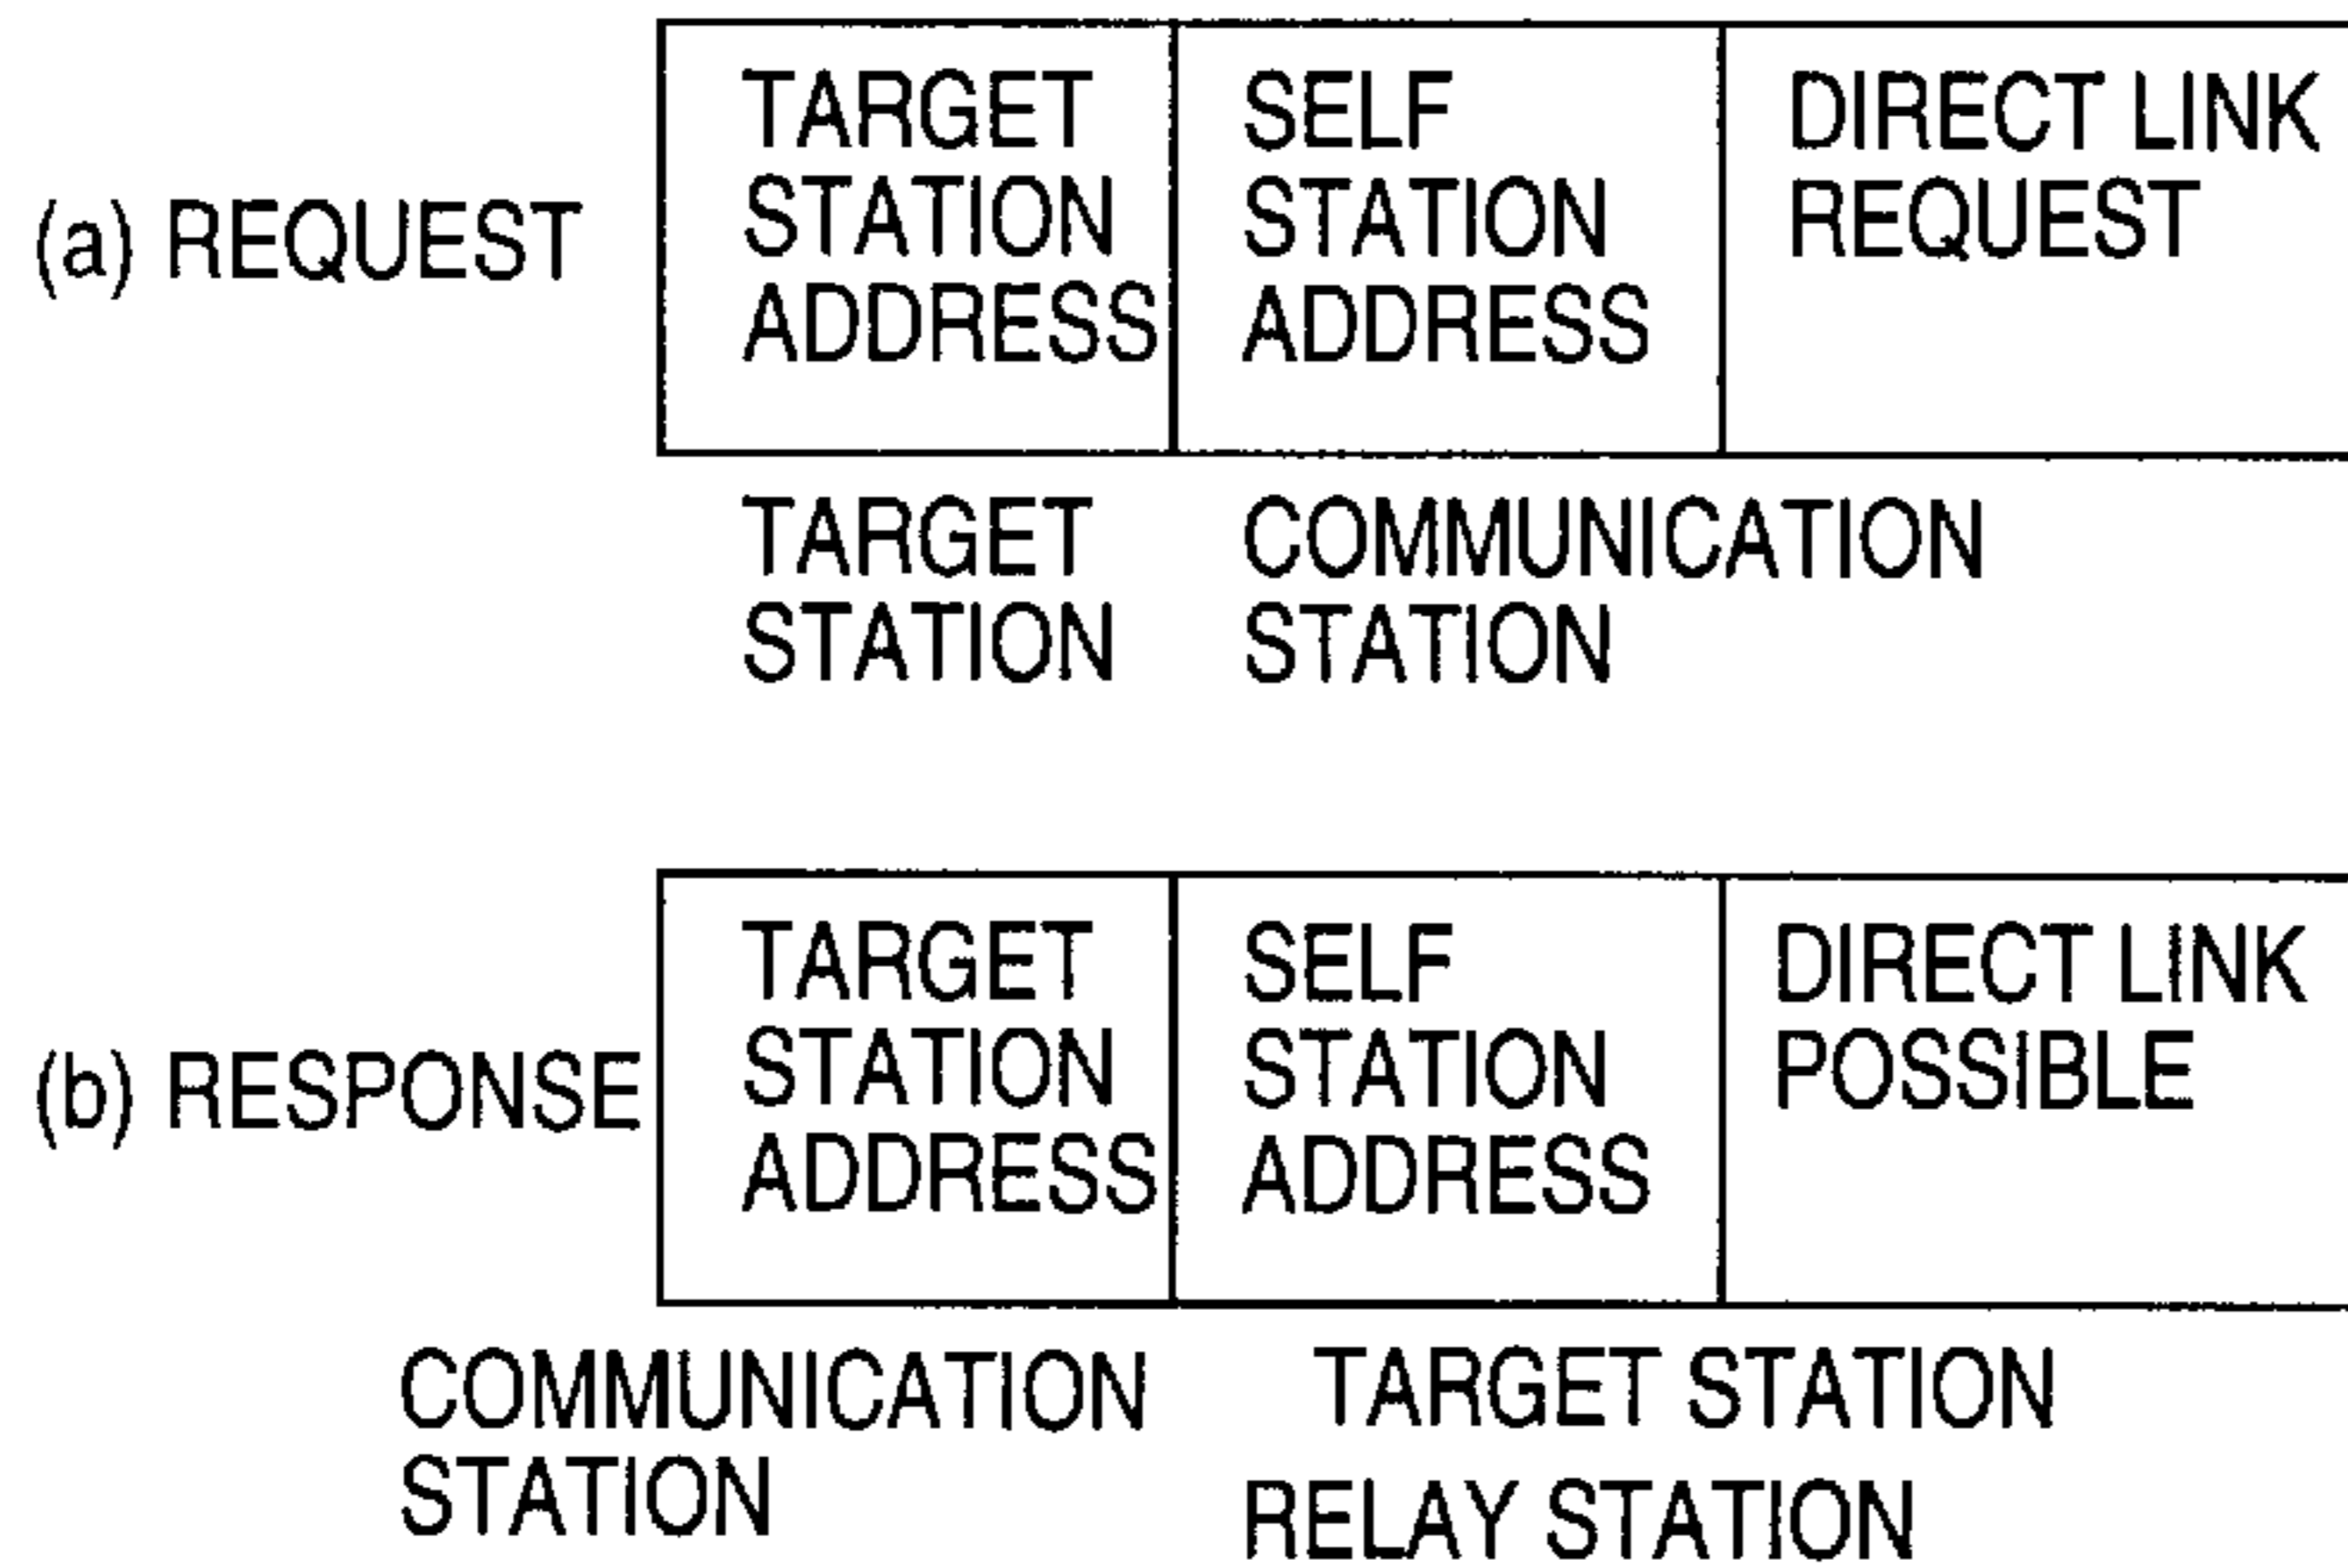 (a) REQUEST
TARGET
STATION
ADDRESS
SELF
STATION
ADDRESS
DIRECT LINK
REQUEST
TARGET
STATION
COMMUNICATION
STATION
(b) RESPONSE
TARGET
STATION
ADDRESS
SELF
STATION
ADDRESS
DIRECT LINK
POSSIBLE
COMMUNICATION
STATION
TARGET STATION
RELAY STATION